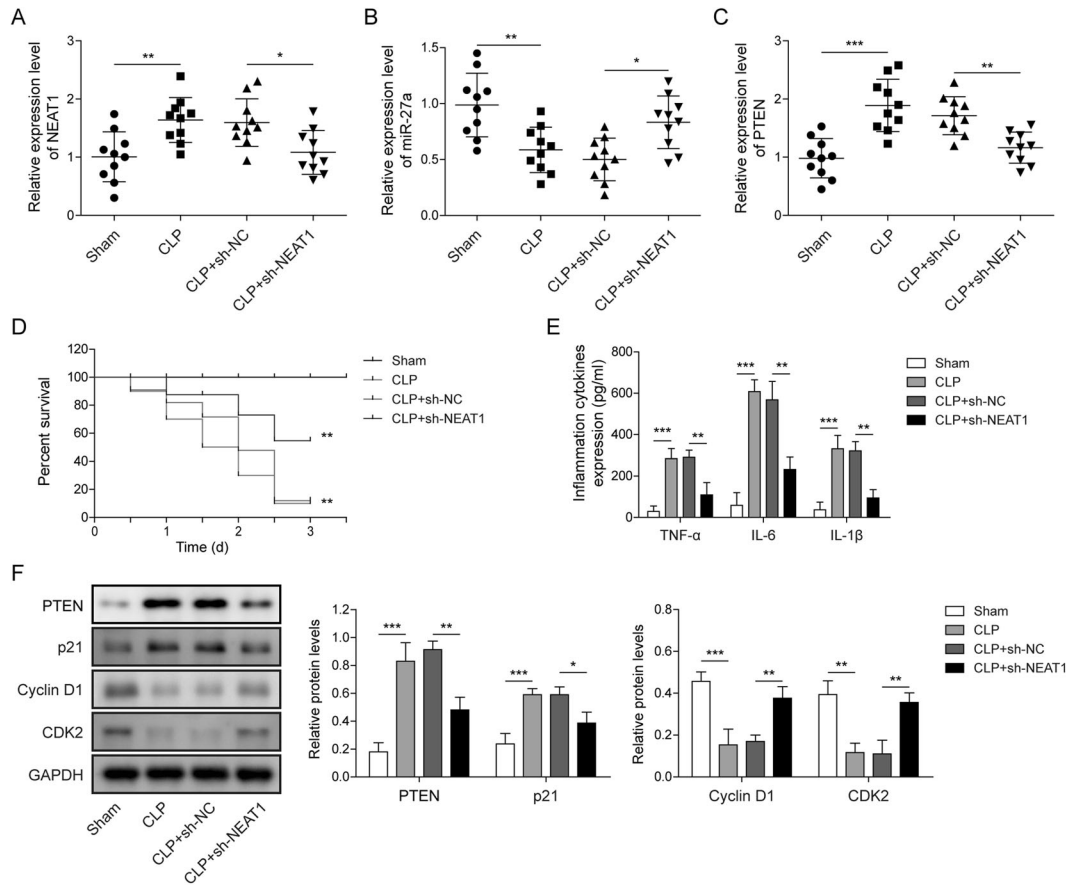 A
Relative expression level
of NEAT1
3
2
1
0
**
*
Sham
CLP
CLP+sh-NC
CLP+sh-NEAT1
B
Relative expression level
of miR-27a
1.5
1.0
0.5
0.0
**
*
Sham
CLP
CLP+sh-NC
CLP+sh-NEAT1
C
Relative expression level
of PTEN
3
2
1
0
***
**
Sham
CLP
CLP+sh-NC
CLP+sh-NEAT1
D
Percent survival
120
100
80
60
40
20
0
0
1
2
3
Time (d)
**
**
Sham
CLP
CLP+sh-NC
CLP+sh-NEAT1
E
Inflammation cytokines
expression (pg/ml)
800
600
400
200
0
***
**
***
**
***
**
TNF-α
IL-6
IL-1β
Sham
CLP
CLP+sh-NC
CLP+sh-NEAT1
F
PTEN
p21
Cyclin D1
CDK2
GAPDH
Sham
CLP
CLP+sh-NC
CLP+sh-NEAT1
Relative protein levels
1.2
1.0
0.8
0.6
0.4
0.2
0.0
***
**
***
*
PTEN
p21
Relative protein levels
0.8
0.6
0.4
0.2
0.0
***
**
**
**
Cyclin D1
CDK2
Sham
CLP
CLP+sh-NC
CLP+sh-NEAT1